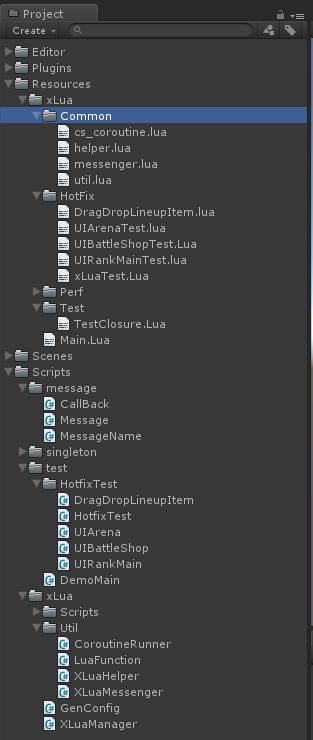 Project
Create
Editor
Plugins
Resources
xLua
Common
cs_coroutine.lua
helper.lua
messenger.lua
util.lua
HotFix
DragDropLineupItem.lua
UIArenaTest.lua
UIBattleShopTest.Lua
UIRankMainTest.lua
xLuaTest.Lua
Perf
Test
TestClosure.Lua
Main.Lua
Scenes
Scripts
message
CallBack
Message
MessageName
singleton
test
HotfixTest
DragDropLineupItem
HotfixTest
UIArena
UIBattleShop
UIRankMain
DemoMain
xLua
Scripts
Util
CoroutineRunner
LuaFunction
XLuaHelper
XLuaMessenger
GenConfig
XLuaManager